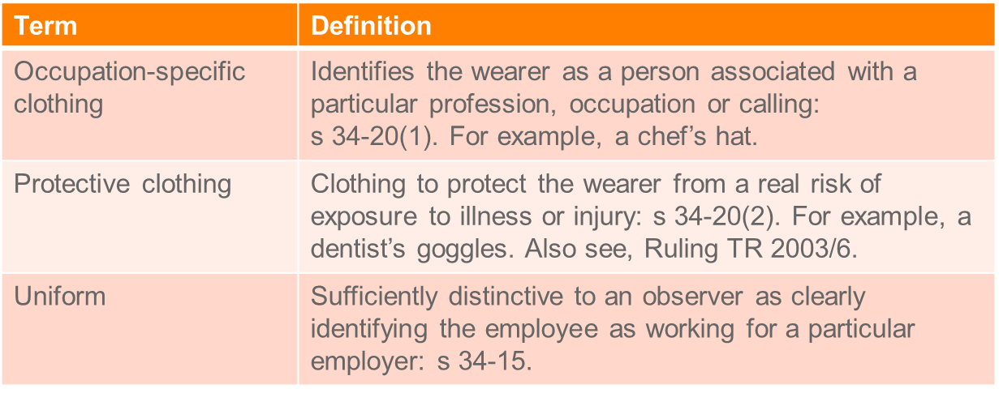 Term
Definition
Occupation-specific
clothing
Identifies the wearer as a person associated with a
particular profession, occupation or calling:
s 34-20(1). For example, a chef’s hat.
Protective clothing
Clothing to protect the wearer from a real risk of
exposure to illness or injury: s 34-20(2). For example, a
dentist’s goggles. Also see, Ruling TR 2003/6.
Uniform
Sufficiently distinctive to an observer as clearly
identifying the employee as working for a particular
employer: s 34-15.